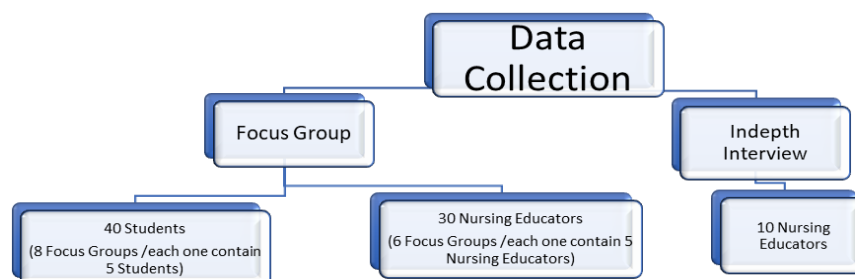 Data
Collection
Focus Group
Indepth
Interview
40 Students
(8 Focus Groups /each one contain
5 Students)
30 Nursing Educators
(6 Focus Groups /each one contain 5
Nursing Educators)
10 Nursing
Educators